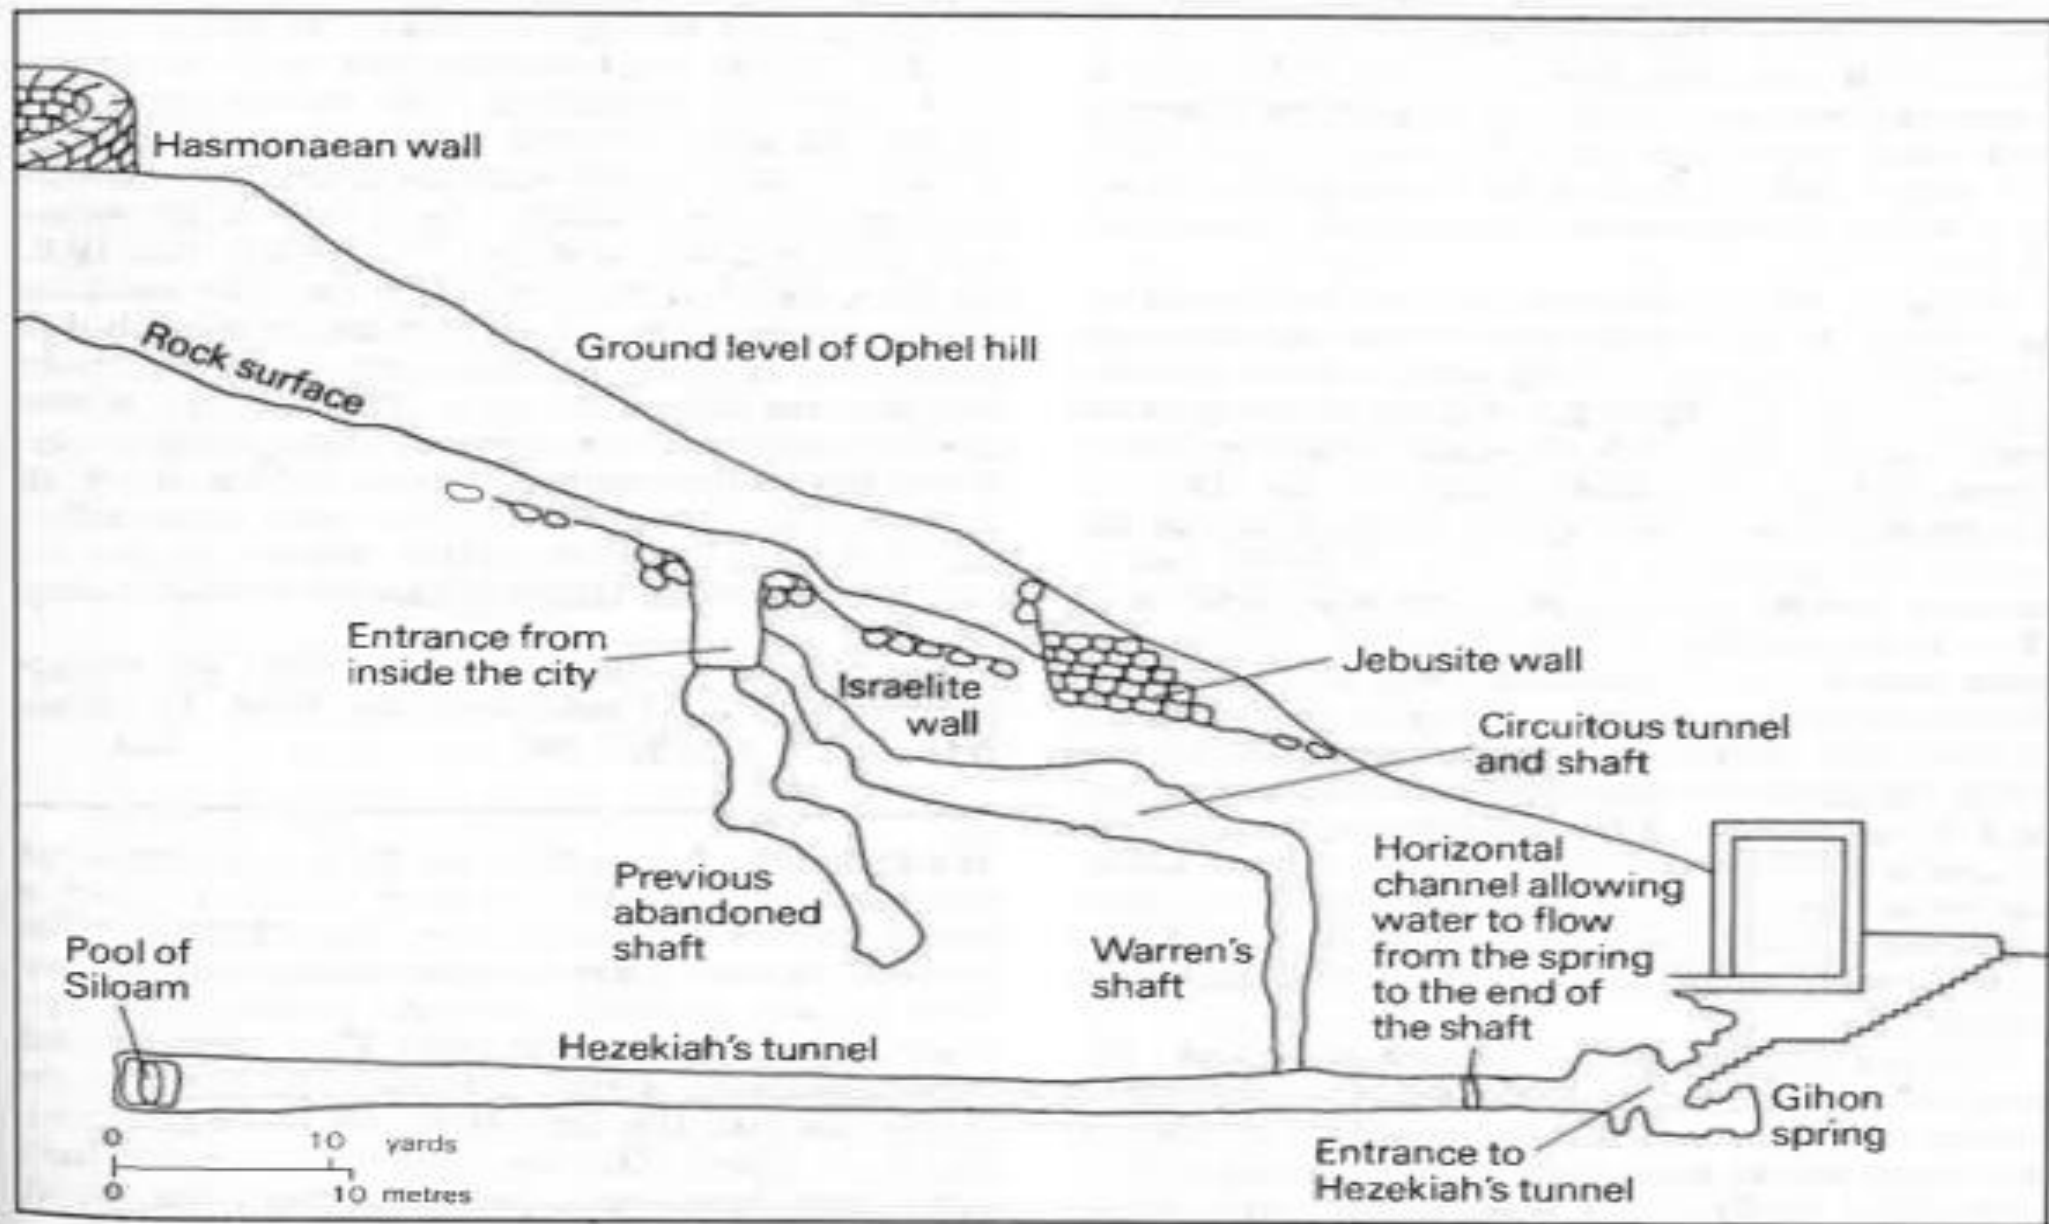 Hasmonaean wall
Rock surface
Ground level of Ophel hill
Entrance from
inside the city
Israelite
wall
Jebusite wall
Circuitous tunnel
and shaft
Previous
abandoned
shaft
Warren's
shaft
Horizontal
channel allowing
water to flow
from the spring
to the end of
the shaft
Pool of
Siloam
Hezekiah's tunnel
Gihon
spring
Entrance to
Hezekiah's tunnel
0 10 yards
0 10 metres